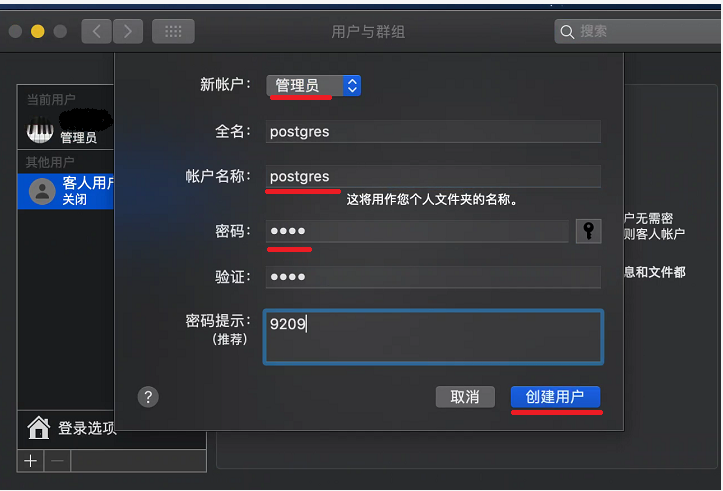 用户与群组
搜索
当前用户
管理员
其他用户
客人用户
关闭
登录选项
新帐户：
管理员
全名：
postgres
帐户名称：
postgres
这将用作您个人文件夹的名称。
密码：
••••
验证：
••••
密码提示：
（推荐）
9209
?
取消
创建用户
户无需密
则客人帐户
息和文件都